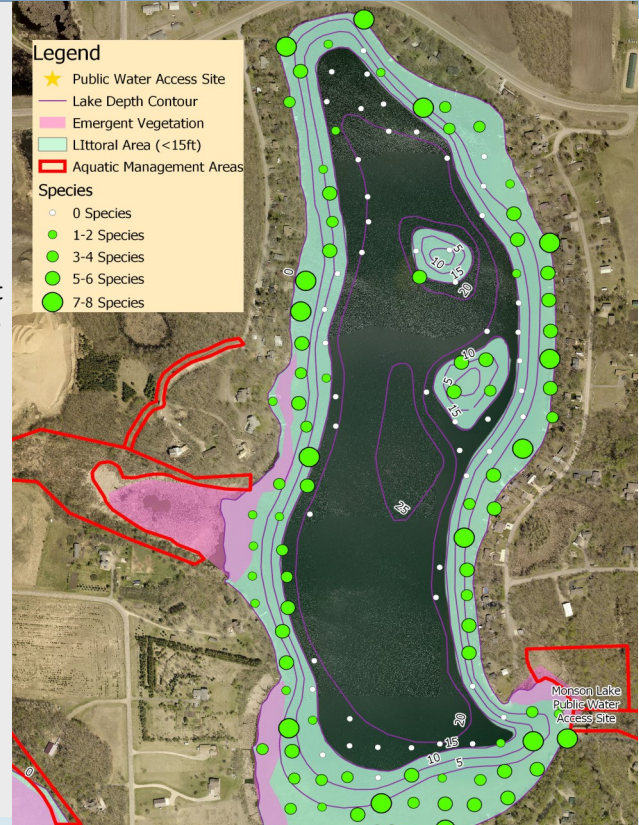 Legend
Public Water Access Site
Lake Depth Contour
Emergent Vegetation
LIttoral Area (<15ft)
Aquatic Management Areas
Species
0 Species
1-2 Species
3-4 Species
5-6 Species
7-8 Species
5
10
15
20
0
10
5
15
25
Monson Lake
Public Water
Access Site
20
15
10
5
0